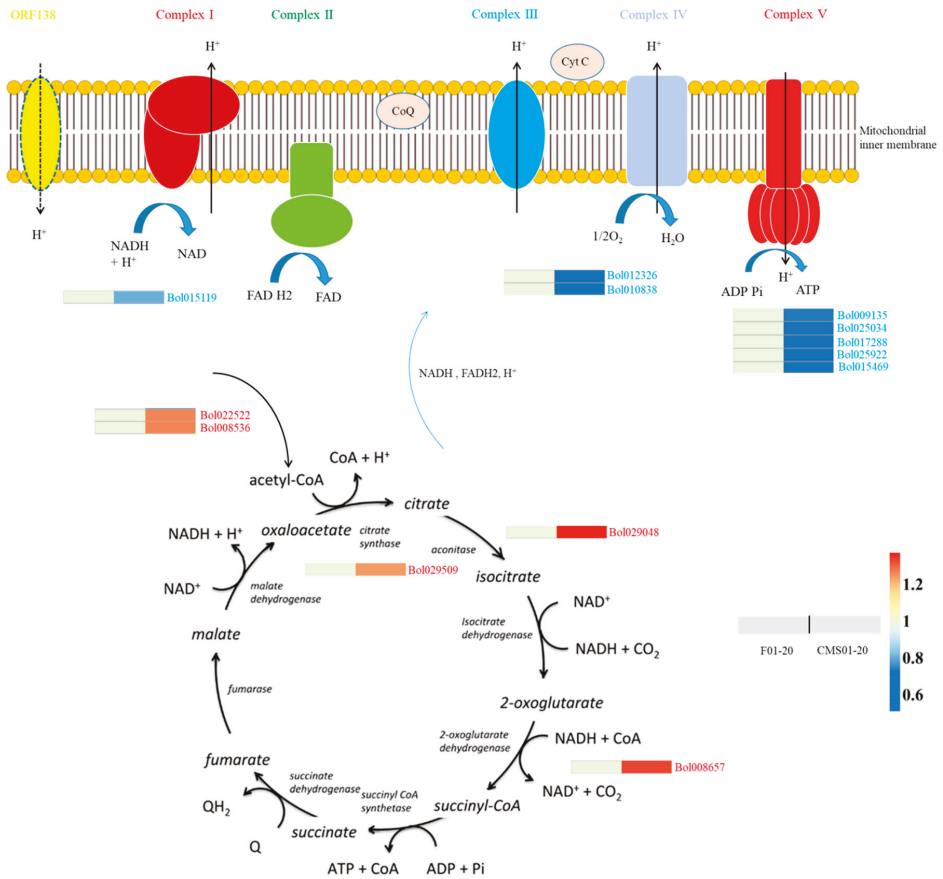 ORF138
Complex I
Complex II
Complex III
Complex IV
Complex V
H⁺
H⁺
H⁺
Cyt C
CoQ
Mitochondrial
inner membrane
H⁺
NADH
+ H⁺
NAD
FAD H2
FAD
1/2O₂
H₂O
ADP Pi
H⁺
ATP
Bol015119
Bol012326
Bol010838
Bol009135
Bol025034
Bol017288
Bol025922
Bol015469
NADH , FADH2, H⁺
Bol022522
Bol008536
acetyl-CoA
CoA + H⁺
citrate
oxaloacetate
citrate
synthase
aconitase
Bol029048
NADH + H⁺
Bol029509
isocitrate
NAD⁺
malate
dehydrogenase
NAD⁺
Isocitrate
dehydrogenase
malate
NADH + CO₂
fumarase
2-oxoglutarate
2-oxoglutarate
dehydrogenase
NADH + CoA
Bol008657
NAD⁺ + CO₂
fumarate
succinate
dehydrogenase
succinyl CoA
synthetase
succinyl-CoA
QH₂
Q
succinate
ATP + CoA
ADP + Pi
F01-20
CMS01-20
1.2
1
0.8
0.6